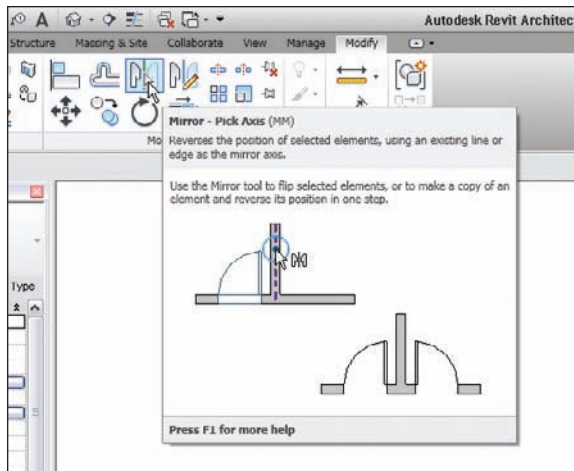 Autodesk Revit Architec
Structure Massing & Site Collaborate View Manage Modify
Mo
Mirror - Pick Axis (MM)
Reverses the position of selected elements, using an existing line or
edge as the mirror axis.
Use the Mirror tool to flip selected elements, or to make a copy of an
element and reverse its position in one step.
Type
Press F1 for more help